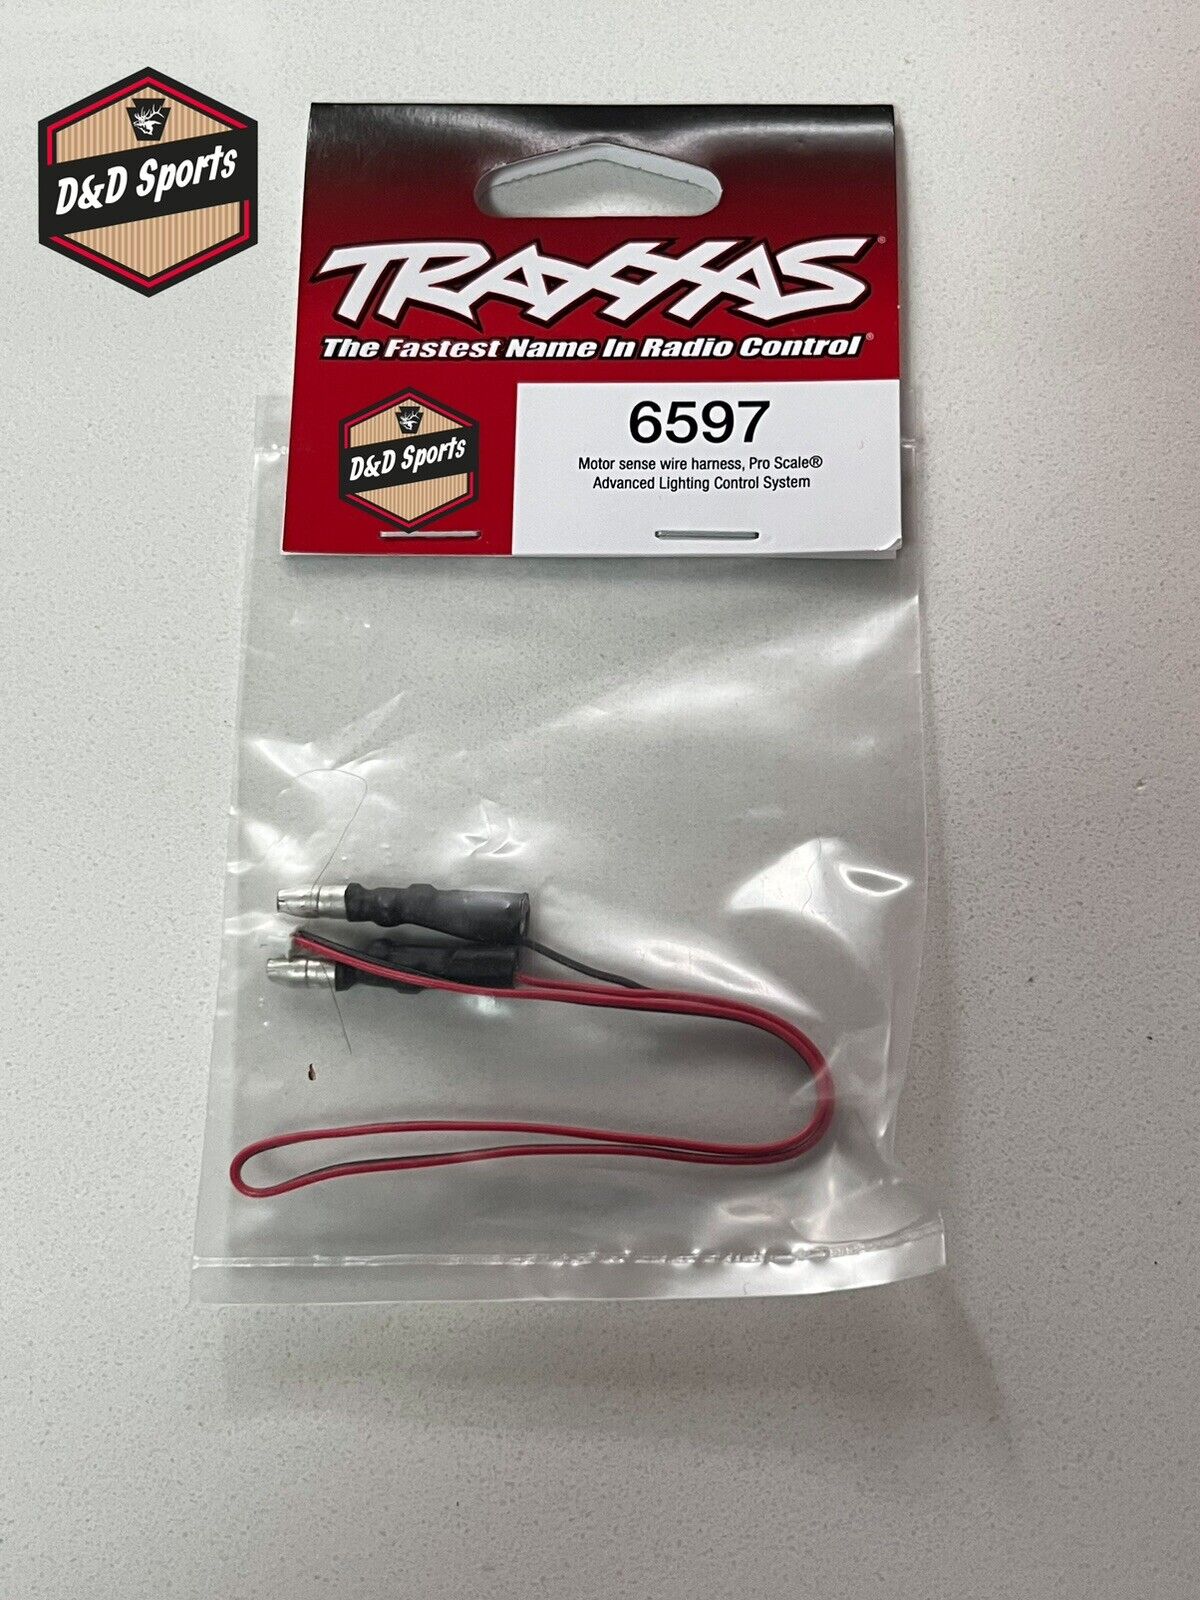 D&D Sports
TRAXXAS®
The Fastest Name In Radio Control®
D&D Sports
6597
Motor sense wire harness, Pro Scale®
Advanced Lighting Control System